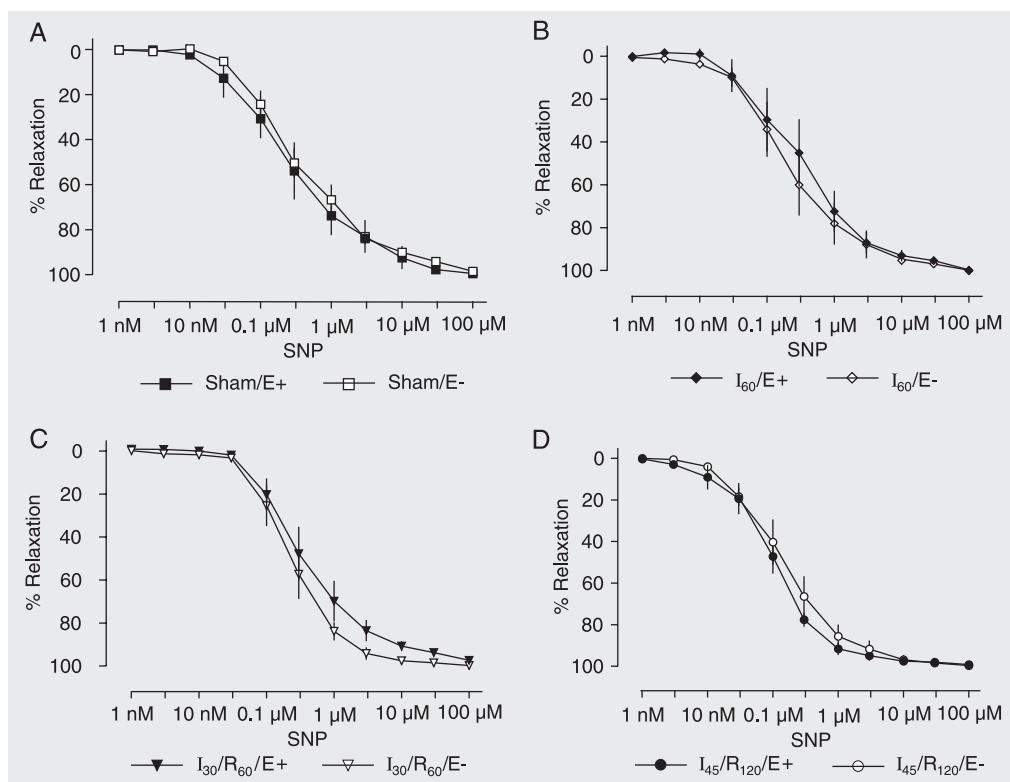 A
% Relaxation
0
20
40
60
80
100
1 nM 10 nM 0.1 µM 1 µM 10 µM 100 µM
SNP
Sham/E+ Sham/E-
B
% Relaxation
0
20
40
60
80
100
1 nM 10 nM 0.1 µM 1 µM 10 µM 100 µM
SNP
I60/E+ I60/E-
C
% Relaxation
0
20
40
60
80
100
1 nM 10 nM 0.1 µM 1 µM 10 µM 100 µM
SNP
I30/R60/E+ I30/R60/E-
D
% Relaxation
0
20
40
60
80
100
1 nM 10 nM 0.1 µM 1 µM 10 µM 100 µM
SNP
I45/R120/E+ I45/R120/E-